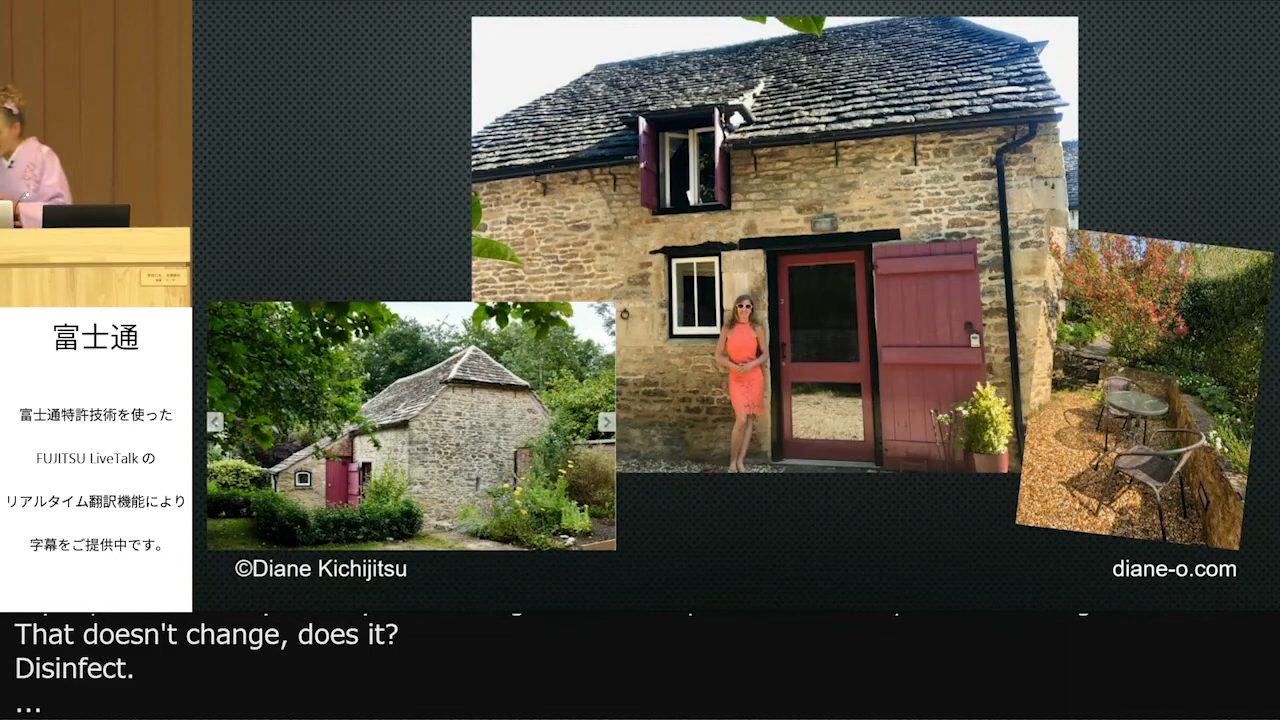 富士通
富士通特許技術を使った
FUJITSU LiveTalk の
リアルタイム翻訳機能により
字幕をご提供中です。
©Diane Kichijitsu
diane-o.com
That doesn't change, does it?
Disinfect.
...